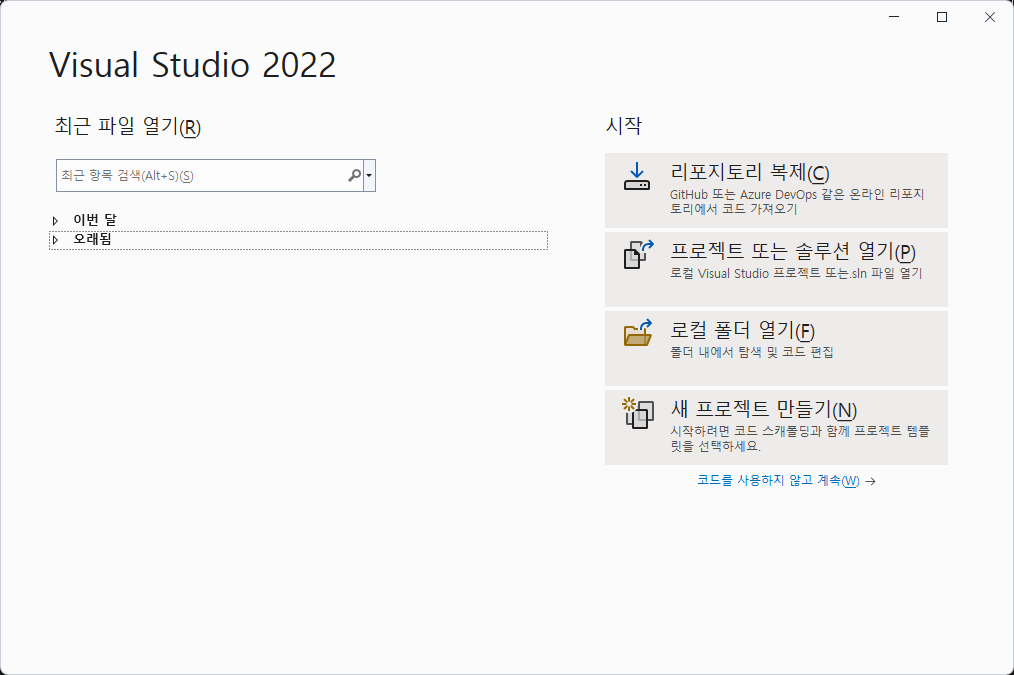 Visual Studio 2022
최근 파일 열기(R)
최근 항목 검색(Alt+S)(S)
이번 달
오래됨
시작
리포지토리 복제(C)
GitHub 또는 Azure DevOps 같은 온라인 리포지
토리에서 코드 가져오기
프로젝트 또는 솔루션 열기(P)
로컬 Visual Studio 프로젝트 또는.sln 파일 열기
로컬 폴더 열기(F)
폴더 내에서 탐색 및 코드 편집
새 프로젝트 만들기(N)
시작하려면 코드 스캐폴딩과 함께 프로젝트 템플
릿을 선택하세요.
코드를 사용하지 않고 계속(W) →